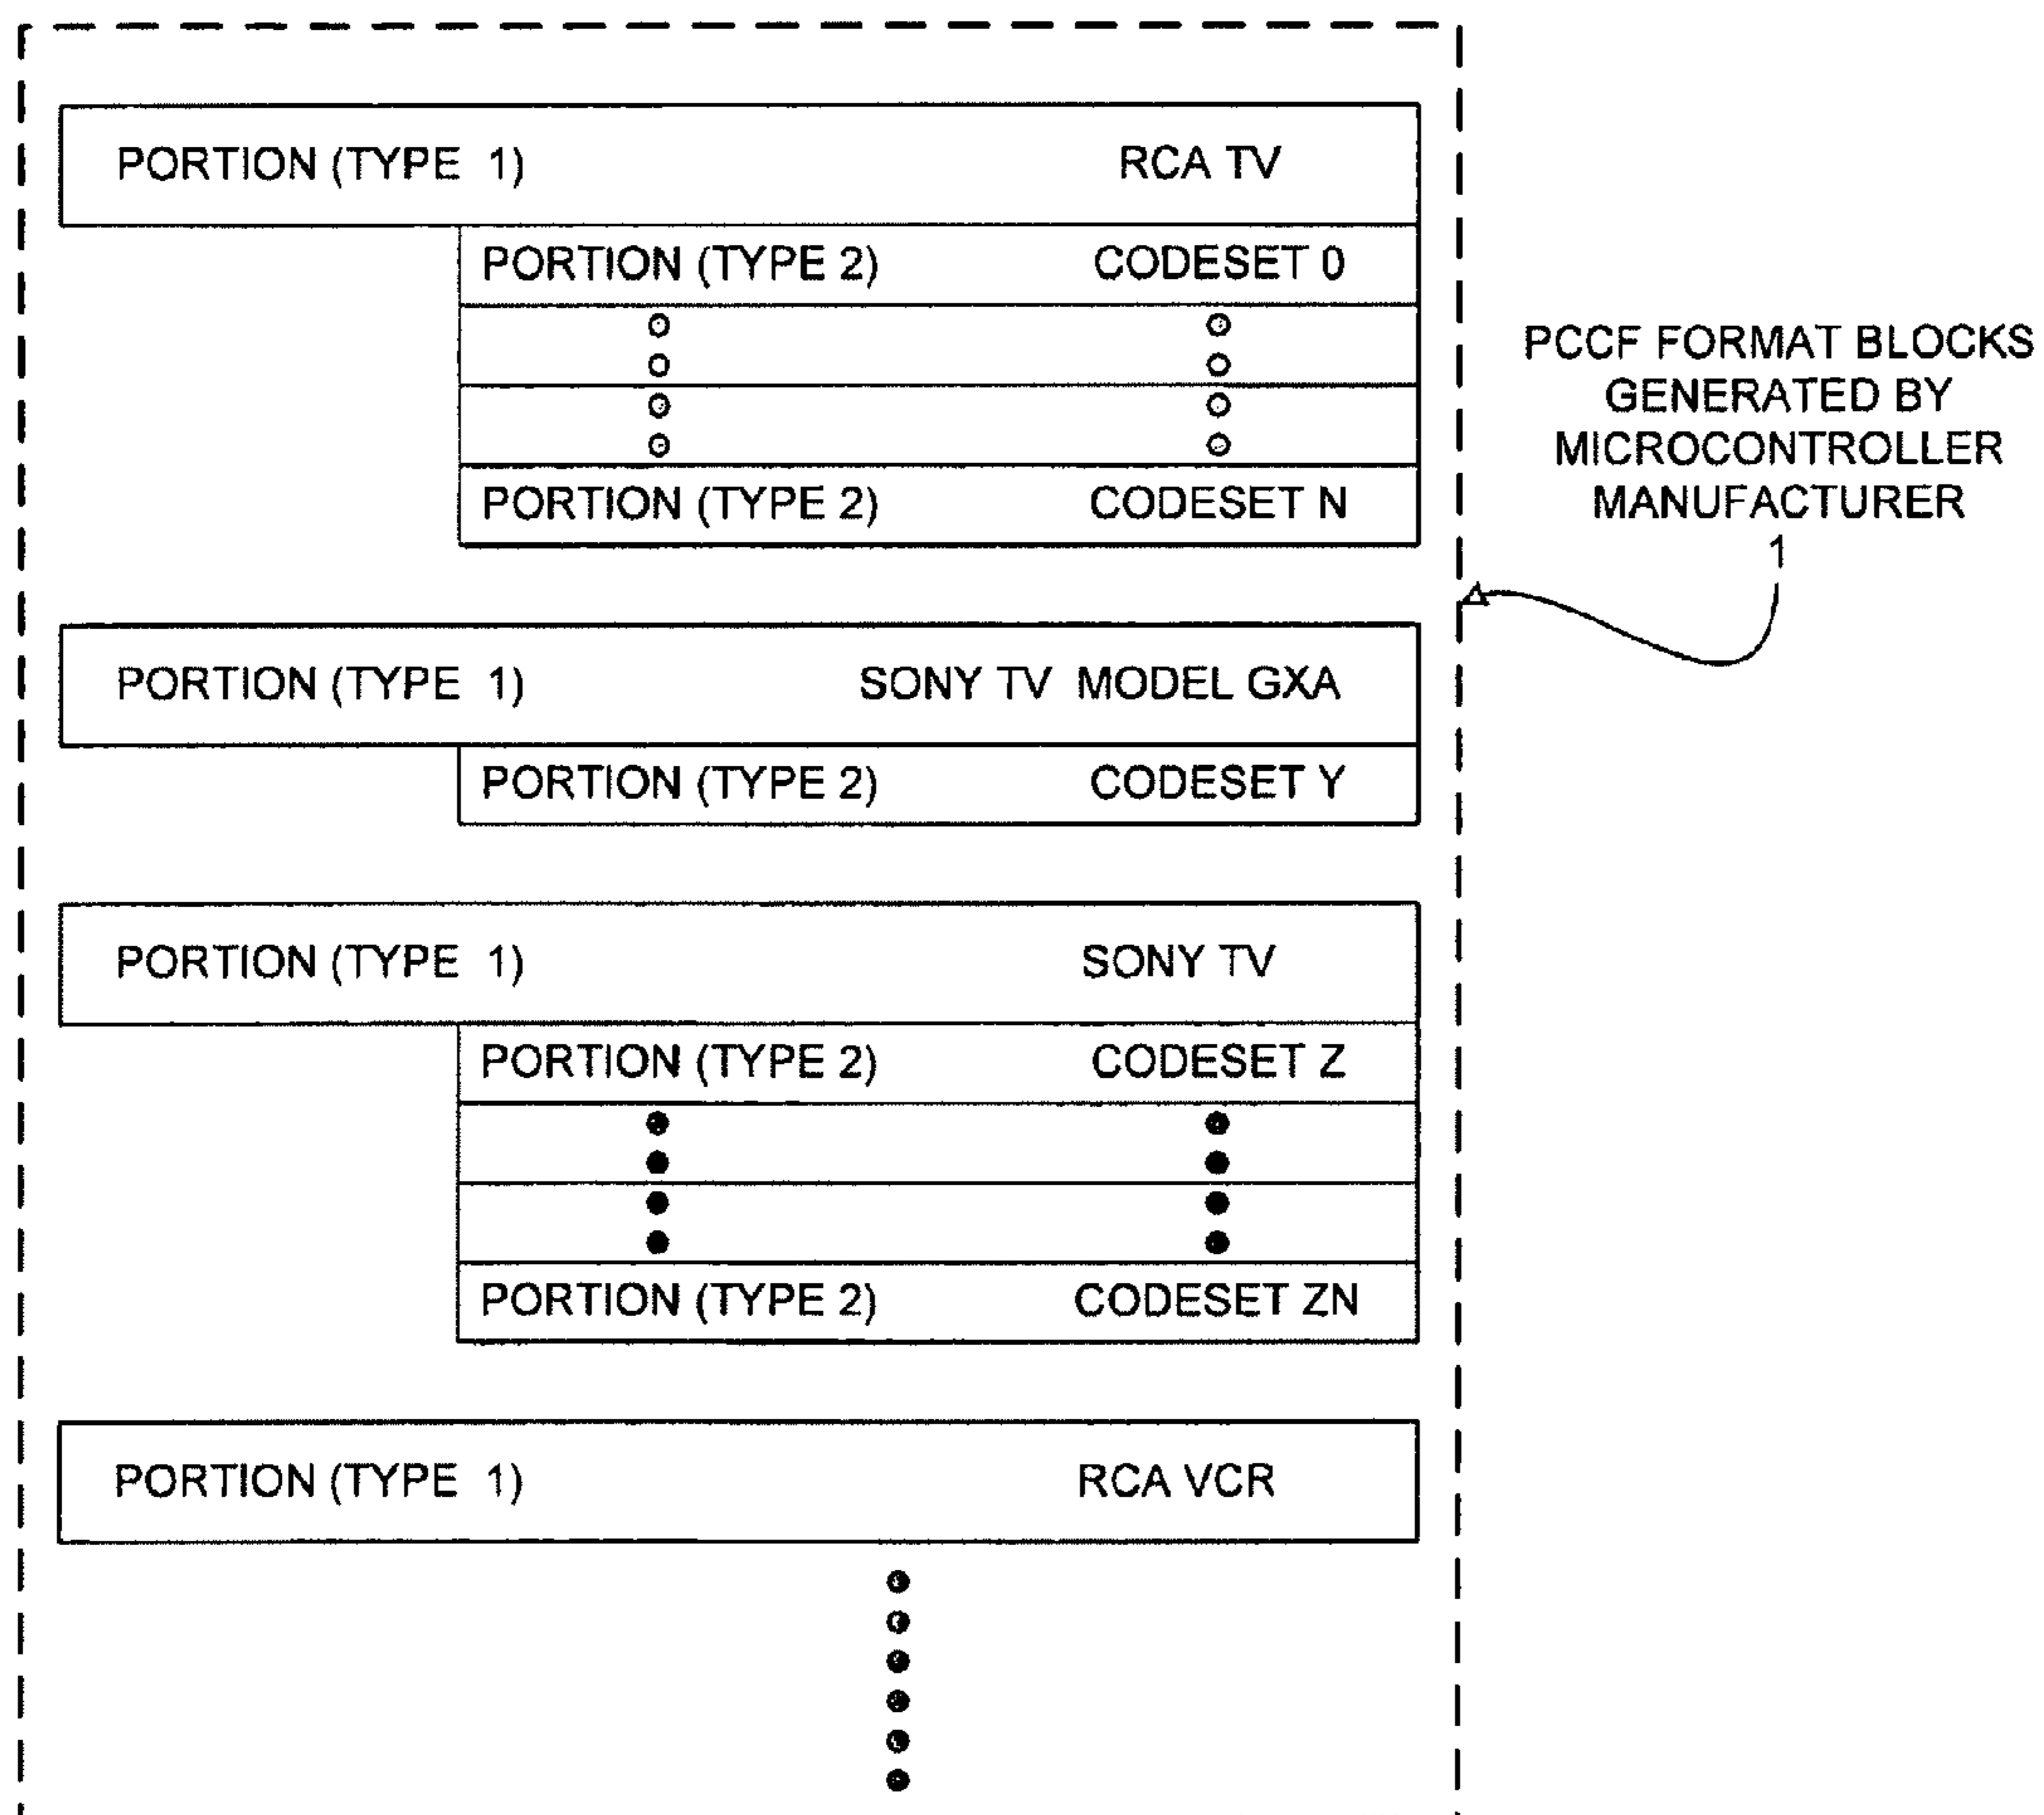 PORTION (TYPE 1) RCA TV
PORTION (TYPE 2) CODESET 0
PORTION (TYPE 2) CODESET N
PORTION (TYPE 1) SONY TV MODEL GXA
PORTION (TYPE 2) CODESET Y
PORTION (TYPE 1) SONY TV
PORTION (TYPE 2) CODESET Z
PORTION (TYPE 2) CODESET ZN
PORTION (TYPE 1) RCA VCR
PCCF FORMAT BLOCKS
GENERATED BY
MICROCONTROLLER
MANUFACTURER
1